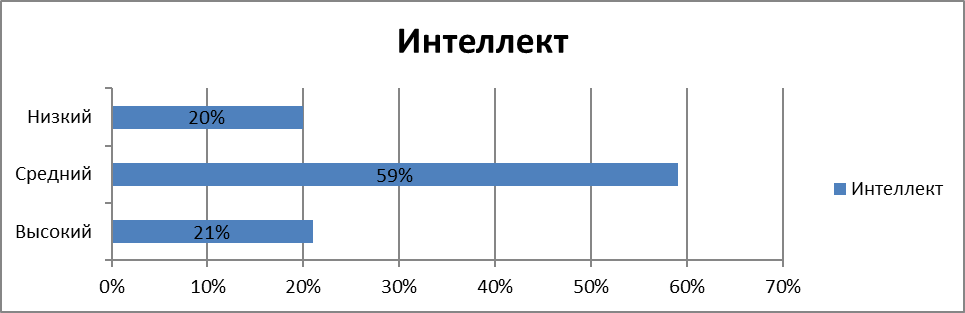 Интеллект
Низкий
20%
Средний
59%
Высокий
21%
Интеллект
0% 10% 20% 30% 40% 50% 60% 70%